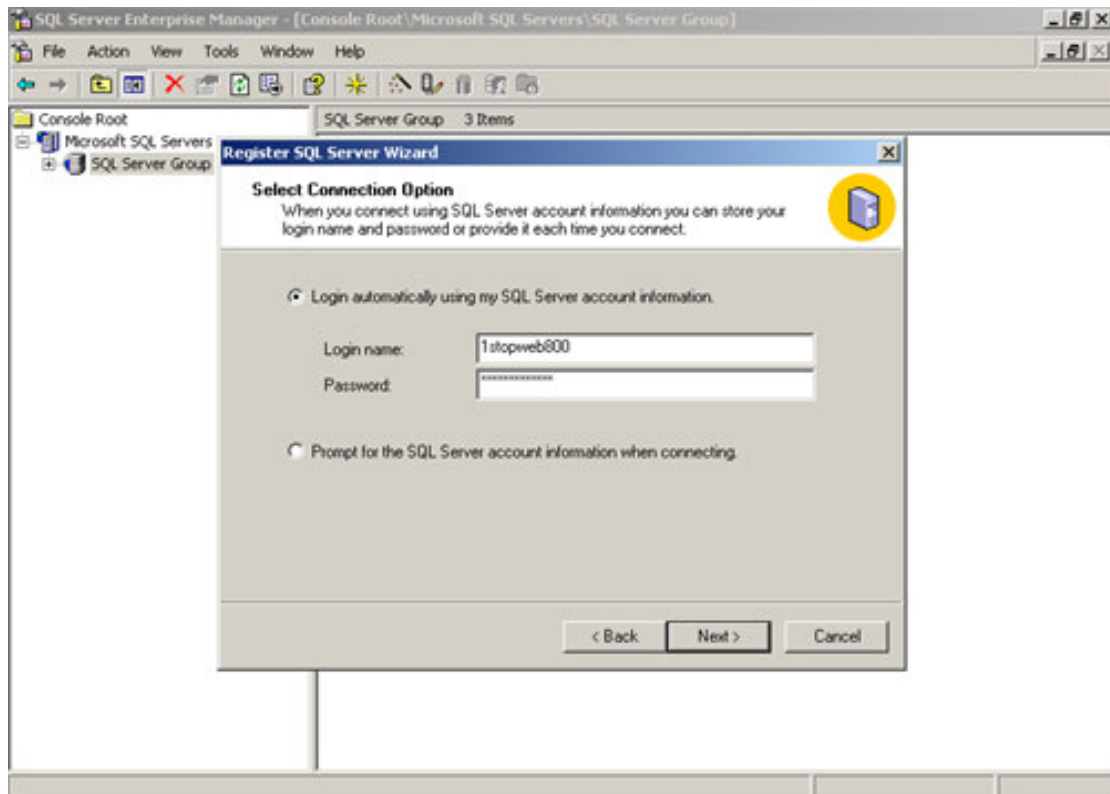 SQL Server Enterprise Manager - [Console Root\Microsoft SQL Servers\SQL Server Group]
File Action View Tools Window Help
Console Root
SQL Server Group 3 Items
Microsoft SQL Servers
SQL Server Group
Register SQL Server Wizard
Select Connection Option
When you connect using SQL Server account information you can store your
login name and password or provide it each time you connect.
Login automatically using my SQL Server account information.
Login name: 1stopweb800
Password: *************
Prompt for the SQL Server account information when connecting.
< Back Next > Cancel